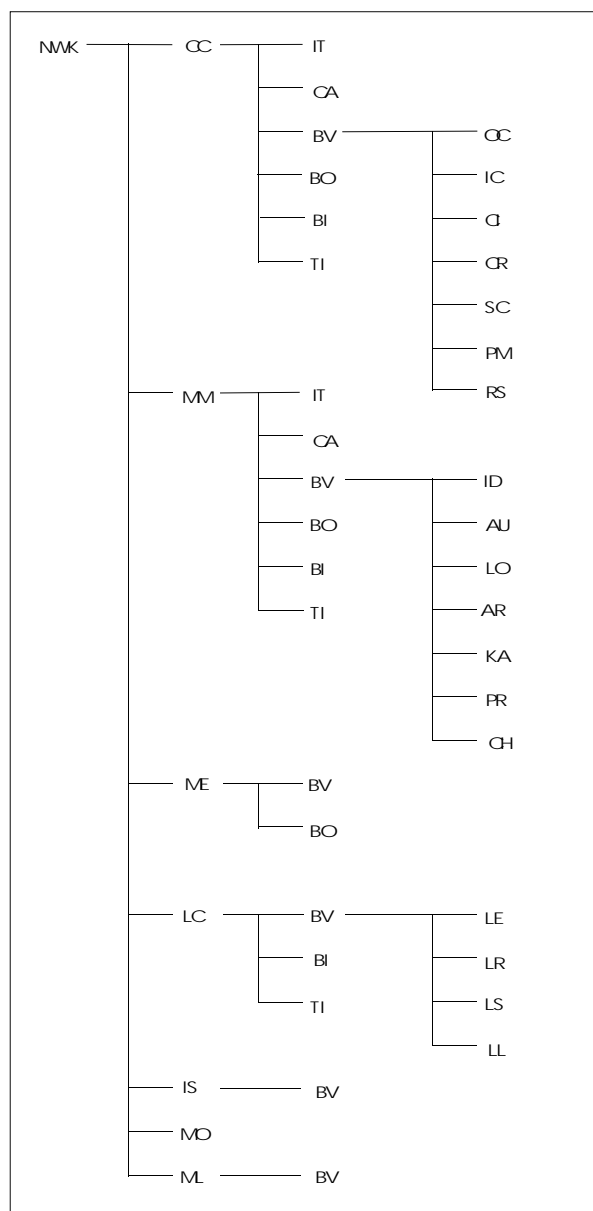 NWK CC IT
CA
BV OC
BO IC
BI CI
TI CR
SC
PM
MM IT RS
CA
BV ID
BO AU
BI LO
TI AR
KA
PR
CH
ME BV
BO
LC BV LE
BI LR
TI LS
LL
IS BV
MO
ML BV